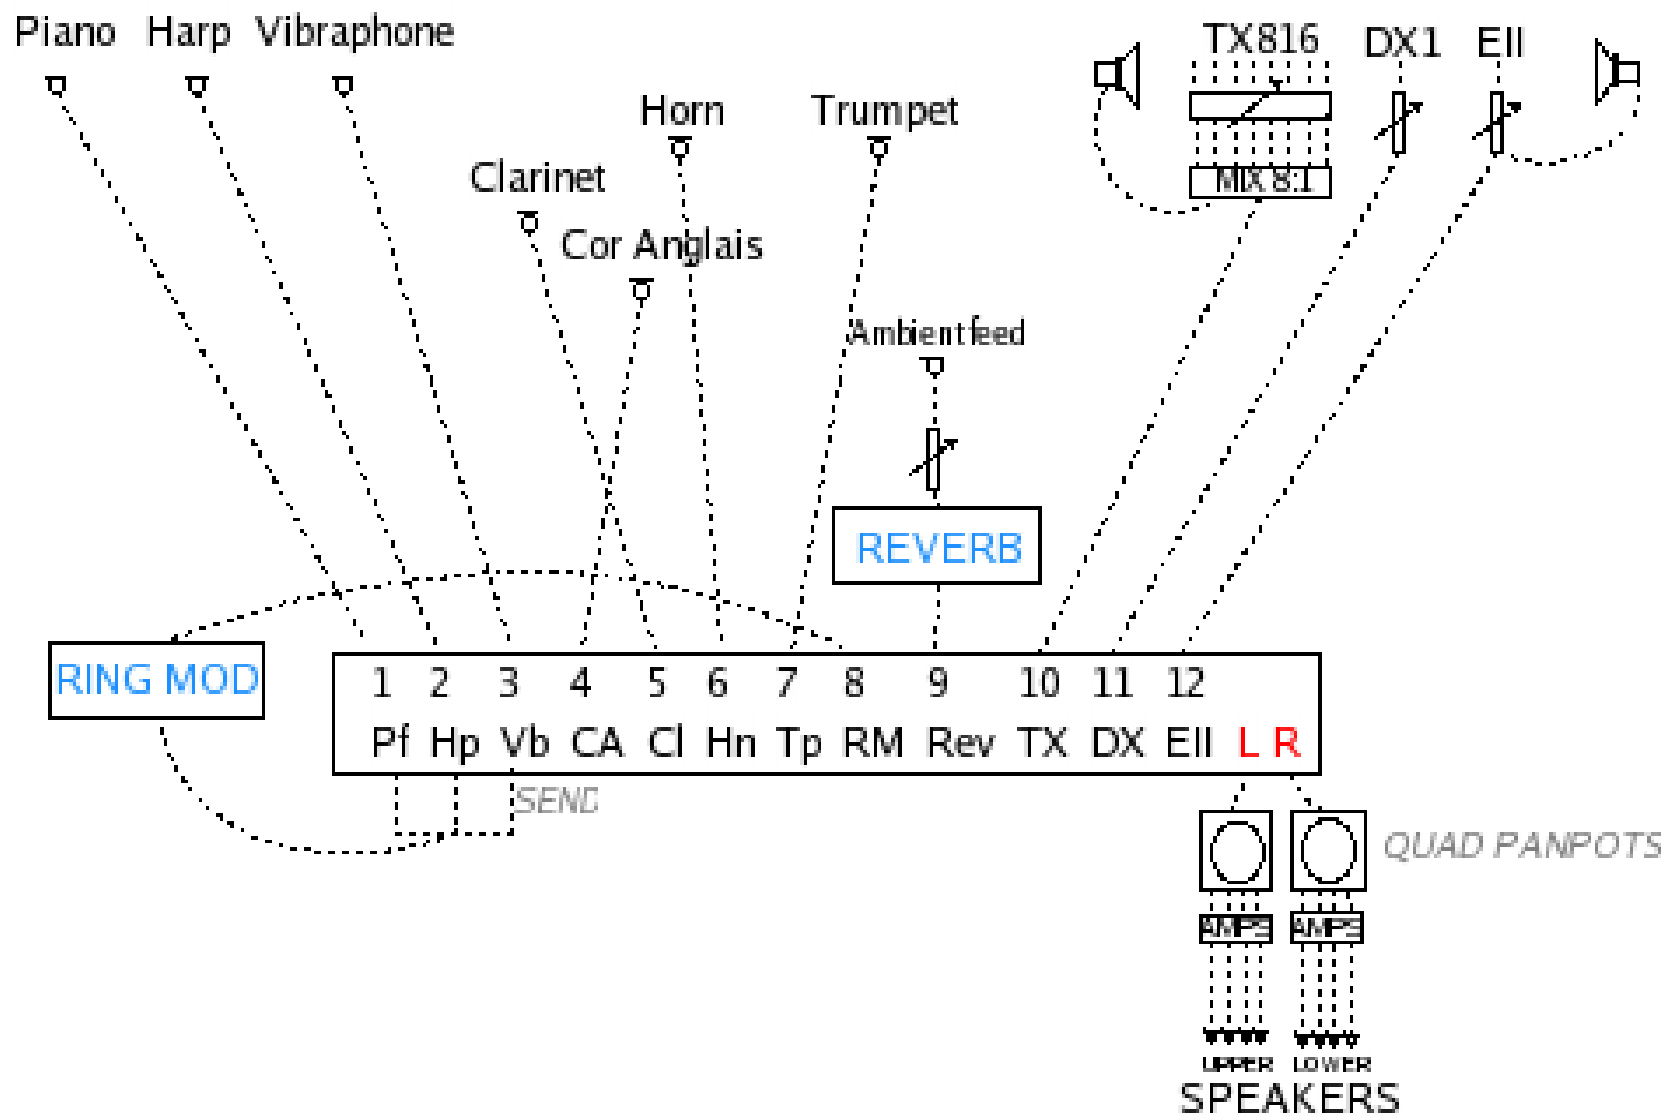 Piano Harp Vibraphone
TX816 DX1 EII
Horn Trumpet
Clarinet
MIX 8:1
Cor Anglais
Ambient feed
REVERB
RING MOD
1 2 3 4 5 6 7 8 9 10 11 12
Pf Hp Vb CA Cl Hn Tp RM Rev TX DX EII L R
SEND
QUAD PANPOTS
AMPS AMPS
UPPER LOWER
SPEAKERS